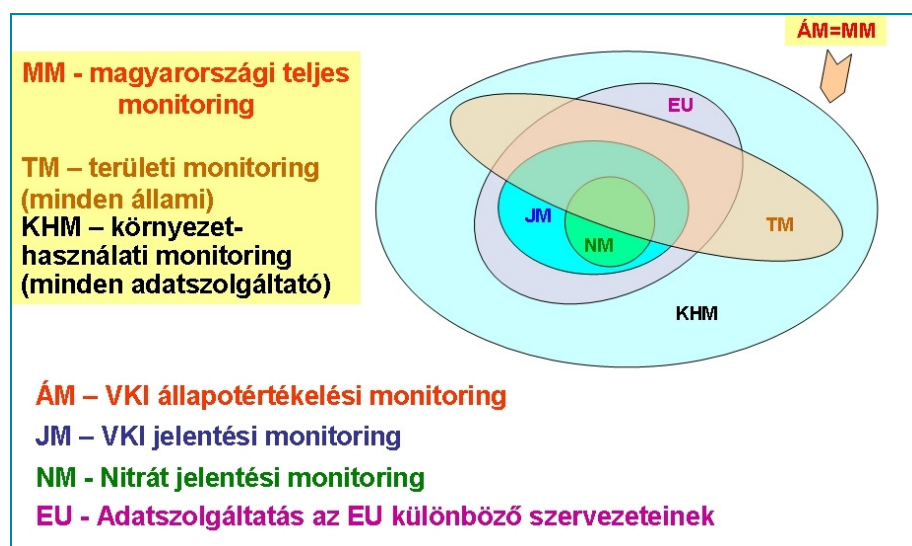 MM - magyarországi teljes
monitoring
TM – területi monitoring
(minden állami)
KHM – környezet-
használati monitoring
(minden adatszolgáltató)
ÁM=MM
EU
JM
TM
NM
KHM
ÁM – VKI állapotértékelési monitoring
JM – VKI jelentési monitoring
NM - Nitrát jelentési monitoring
EU - Adatszolgáltatás az EU különböző szervezeteinek